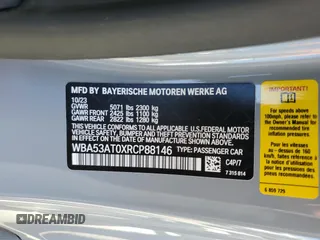 MFD BY BAYERISCHE MOTOREN WERKE AG
10/23
GVWR 5071 lbs 2300 kg
GAWR FRONT 2425 lbs 1100 kg
GAWR REAR 2822 lbs 1280 kg
THIS VEHICLE CONFORMS TO ALL APPLICABLE U.S. FEDERAL MOTOR
VEHICLE SAFETY, BUMPER, AND THEFT PREVENTION STANDARDS IN
EFFECT ON THE DATE OF MANUFACTURE SHOWN ABOVE.
WBA53AT0XRCP88146
TYPE: PASSENGER CAR
C4P/7
7 315 814
IMPORTANT!
For speeds above
6 850 725
DREAMBID